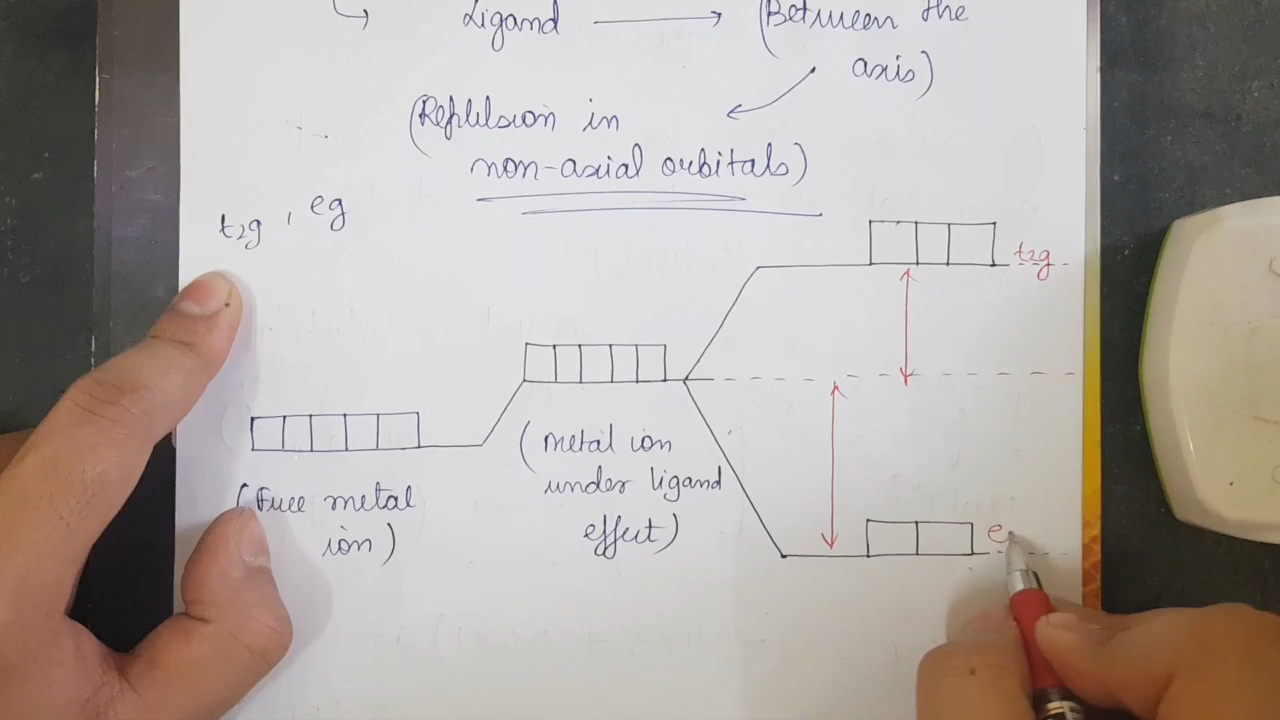 Ligand → (Between the
axis)
(Repulsion in
non-axial orbitals)
t2g , eg
t2g
(metal ion
under ligand
effect)
(Free metal
ion)
e